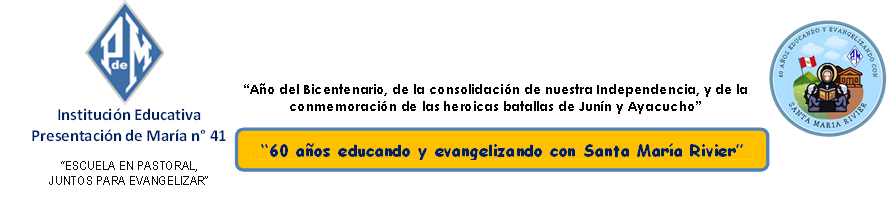 P de M
Institución Educativa
Presentación de María n° 41
"ESCUELA EN PASTORAL,
JUNTOS PARA EVANGELIZAR"
"Año del Bicentenario, de la consolidación de nuestra Independencia, y de la
conmemoración de las heroicas batallas de Junín y Ayacucho"
"60 años educando y evangelizando con Santa María Rivier"
60 AÑOS EDUCANDO Y EVANGELIZANDO CON
SANTA MARIA RIVIER